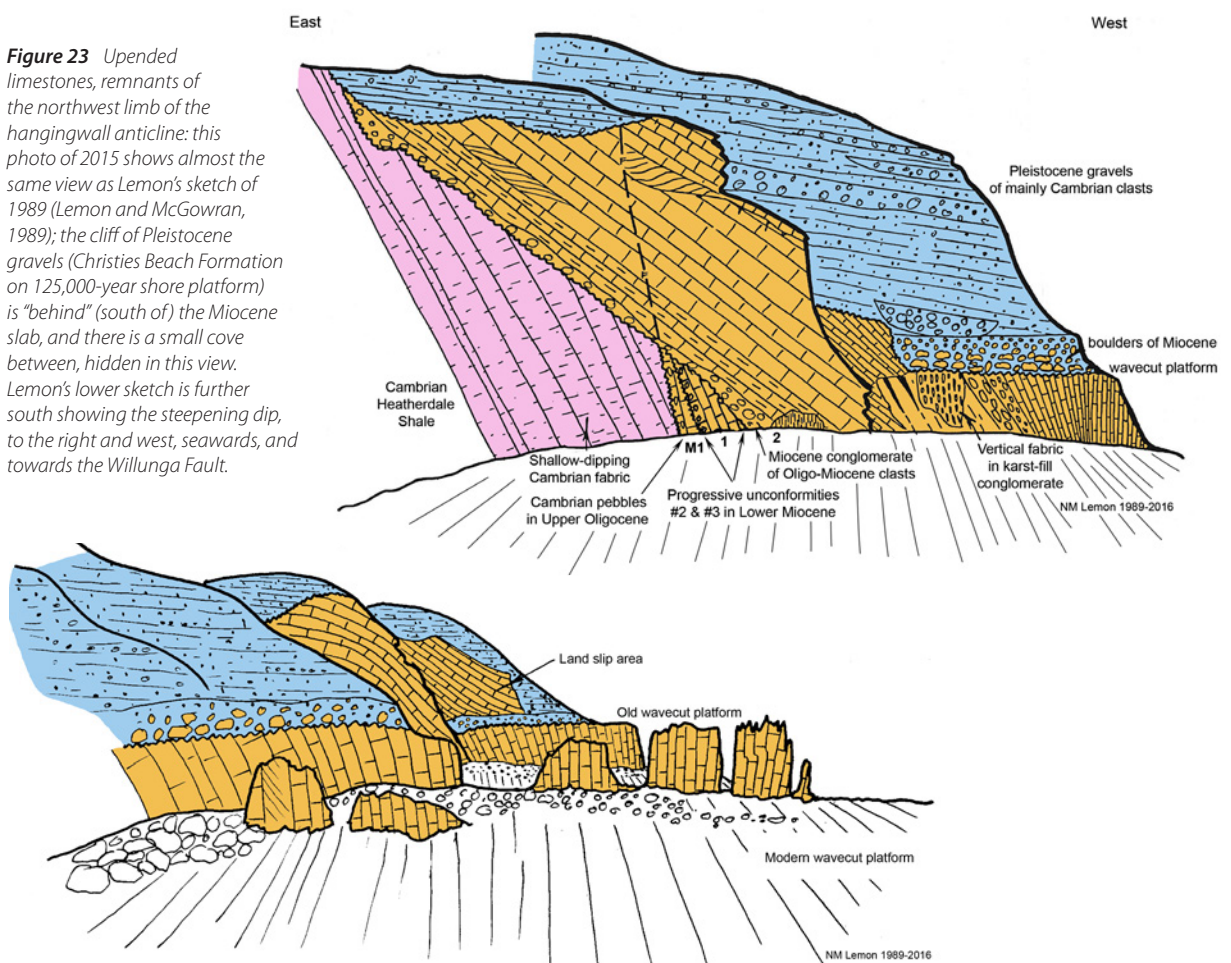 East
West
Figure 23 Upended
limestones, remnants of
the northwest limb of the
hangingwall anticline: this
photo of 2015 shows almost the
same view as Lemon's sketch of
1989 (Lemon and McGowran,
1989); the cliff of Pleistocene
gravels (Christies Beach Formation
on 125,000-year shore platform)
is "behind" (south of) the Miocene
slab, and there is a small cove
between, hidden in this view.
Lemon's lower sketch is further
south showing the steepening dip,
to the right and west, seawards, and
towards the Willunga Fault.
Pleistocene gravels
of mainly Cambrian clasts
boulders of Miocene
wavecut platform
Cambrian
Heatherdale
Shale
F
F
Shallow-dipping
Cambrian fabric
M1
1
2
Cambrian pebbles
in Upper Oligocene
Progressive unconformities
#2 & #3 in Lower Miocene
Miocene conglomerate
of Oligo-Miocene clasts
Vertical fabric
in karst-fill
conglomerate
NM Lemon 1989-2016
Land slip area
Old wavecut platform
Modern wavecut platform
NM Lemon 1989-2016